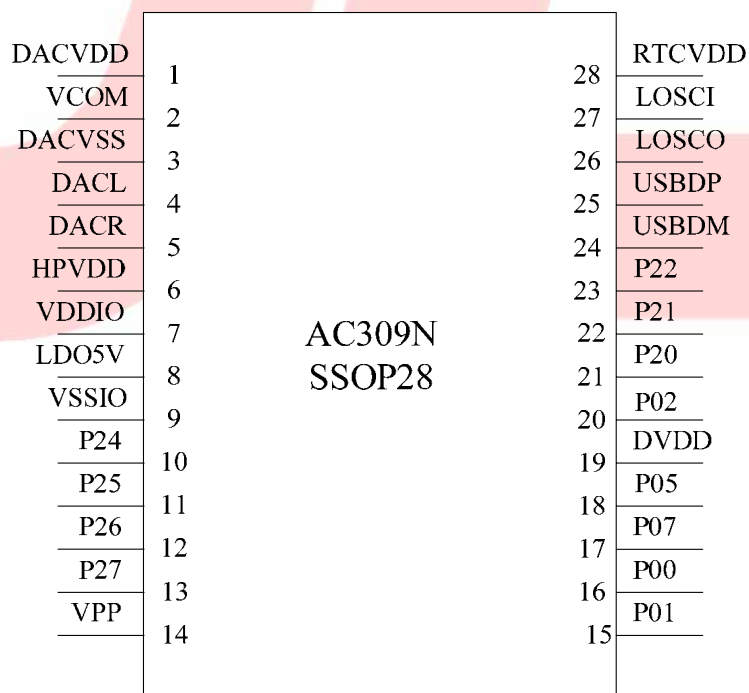 DACVDD 1 28 RTCVDD
VCOM 2 27 LOSCI
DACVSS 3 26 LOSCO
DACL 4 25 USBDP
DACR 5 24 USBDM
HPVDD 6 23 P22
VDDIO 7 22 P21
LDO5V 8 21 P20
VSSIO 9 20 P02
P24 10 19 DVDD
P25 11 18 P05
P26 12 17 P07
P27 13 16 P00
VPP 14 15 P01
AC309N
SSOP28